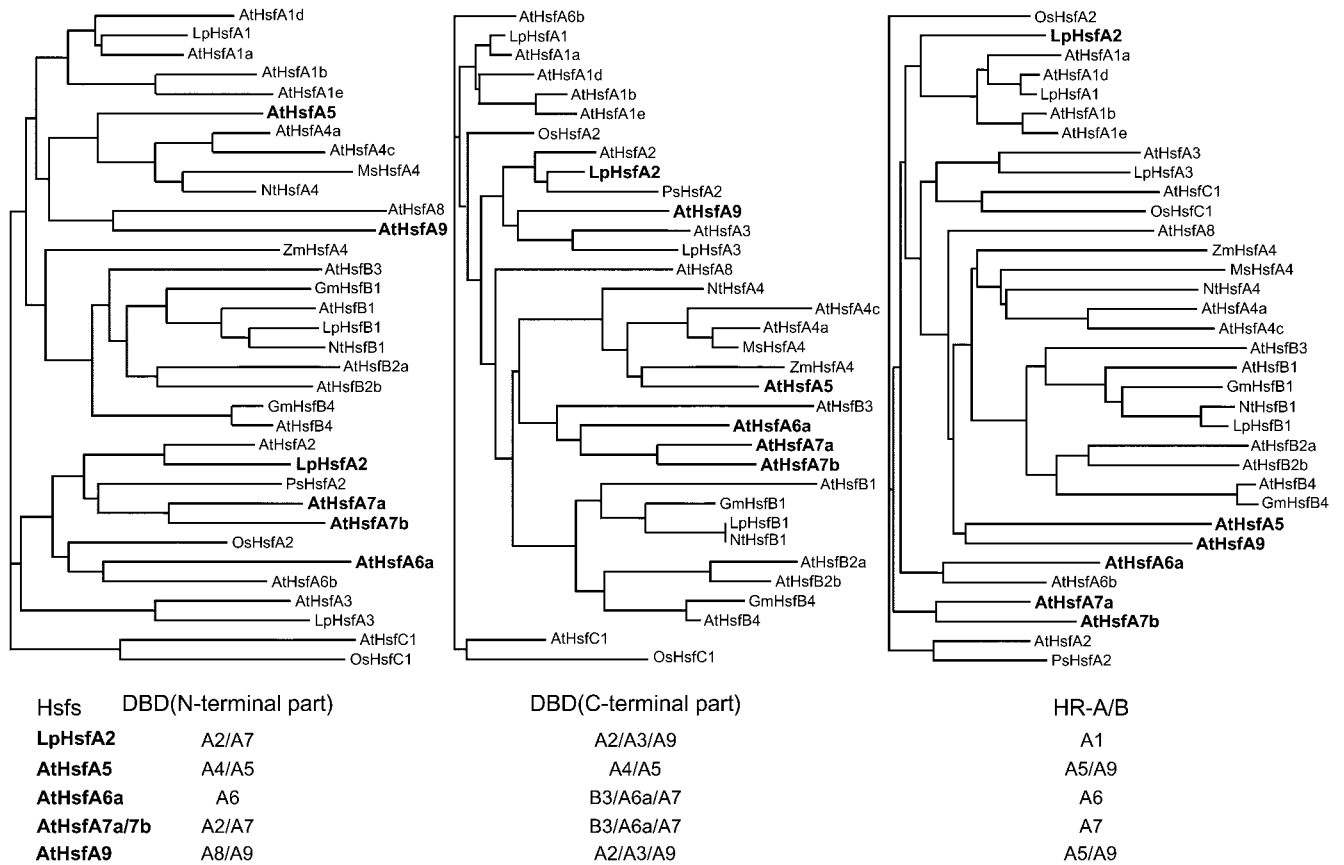 AtHsfA1d
LpHsfA1
AtHsfA1a
AtHsfA1b
AtHsfA1e
AtHsfA5
AtHsfA4a
AtHsfA4c
MsHsfA4
NtHsfA4
AtHsfA8
AtHsfA9
ZmHsfA4
AtHsfB3
GmHsfB1
AtHsfB1
LpHsfB1
NtHsfB1
AtHsfB2a
AtHsfB2b
GmHsfB4
AtHsfB4
AtHsfA2
LpHsfA2
PsHsfA2
AtHsfA7a
AtHsfA7b
OsHsfA2
AtHsfA6a
AtHsfA6b
AtHsfA3
LpHsfA3
AtHsfC1
OsHsfC1
AtHsfA6b
LpHsfA1
AtHsfA1a
AtHsfA1d
AtHsfA1b
AtHsfA1e
OsHsfA2
AtHsfA2
LpHsfA2
PsHsfA2
AtHsfA9
AtHsfA3
LpHsfA3
AtHsfA8
NtHsfA4
AtHsfA4c
AtHsfA4a
MsHsfA4
ZmHsfA4
AtHsfA5
AtHsfB3
AtHsfA6a
AtHsfA7a
AtHsfA7b
AtHsfB1
GmHsfB1
LpHsfB1
NtHsfB1
AtHsfB2a
AtHsfB2b
GmHsfB4
AtHsfB4
AtHsfC1
OsHsfC1
OsHsfA2
LpHsfA2
AtHsfA1a
AtHsfA1d
LpHsfA1
AtHsfA1b
AtHsfA1e
AtHsfA3
LpHsfA3
AtHsfC1
OsHsfC1
AtHsfA8
ZmHsfA4
MsHsfA4
NtHsfA4
AtHsfA4a
AtHsfA4c
AtHsfB3
AtHsfB1
GmHsfB1
NtHsfB1
LpHsfB1
AtHsfB2a
AtHsfB2b
AtHsfB4
GmHsfB4
AtHsfA5
AtHsfA9
AtHsfA6a
AtHsfA6b
AtHsfA7a
AtHsfA7b
AtHsfA2
PsHsfA2
Hsfs DBD(N-terminal part) DBD(C-terminal part) HR-A/B
LpHsfA2 A2/A7 A2/A3/A9 A1
AtHsfA5 A4/A5 A4/A5 A5/A9
AtHsfA6a A6 B3/A6a/A7 A6
AtHsfA7a/7b A2/A7 B3/A6a/A7 A7
AtHsfA9 A8/A9 A2/A3/A9 A5/A9